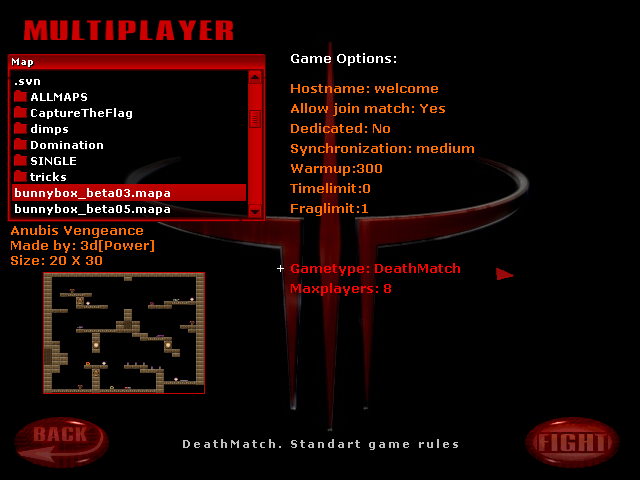 MULTIPLAYER
Map
.svn
ALLMAPS
CaptureTheFlag
dimps
Domination
SINGLE
tricks
bunnybox_beta03.mapa
bunnybox_beta05.mapa
Anubis Vengeance
Made by: 3d[Power]
Size: 20 X 30
Game Options:
Hostname: welcome
Allow join match: Yes
Dedicated: No
Synchronization: medium
Warmup:300
Timelimit:0
Fraglimit:1
+ Gametype: DeathMatch
Maxplayers: 8
BACK
DeathMatch. Standart game rules
FIGHT